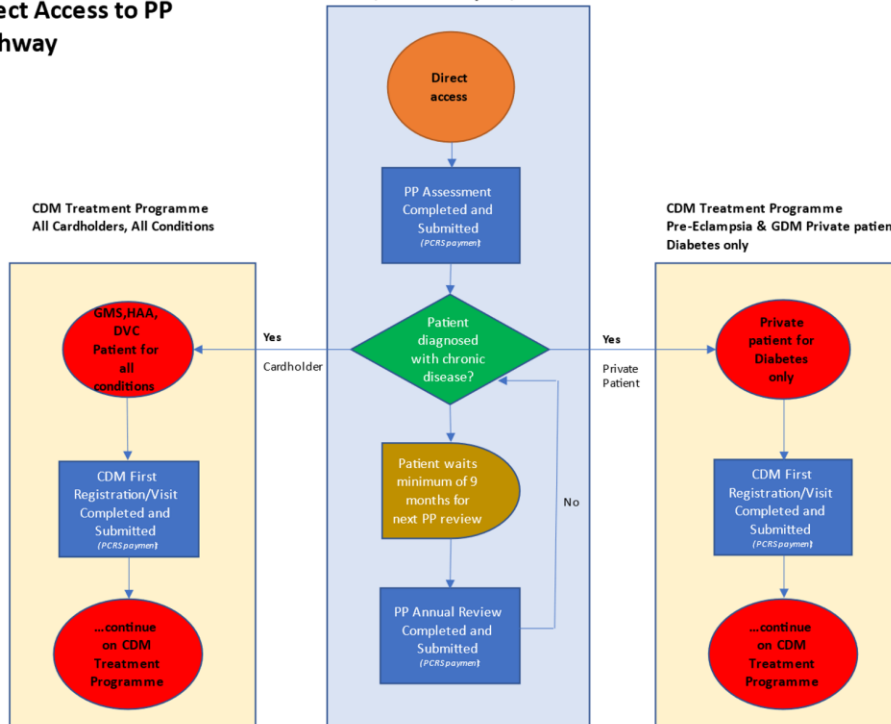 ect Access to PP
hway
Direct
access
PP Assessment
Completed and
Submitted
(PCRS payment)
CDM Treatment Programme
All Cardholders, All Conditions
CDM Treatment Programme
Pre-Eclampsia & GDM Private patien
Diabetes only
GMS,HAA,
DVC
Patient for
all
conditions
Yes
Cardholder
Patient
diagnosed
with chronic
disease?
Yes
Private
Patient
Private
patient for
Diabetes
only
CDM First
Registration/Visit
Completed and
Submitted
(PCRS payment)
Patient waits
minimum of 9
months for
next PP review
No
CDM First
Registration/Visit
Completed and
Submitted
(PCRS payment)
...continue
on CDM
Treatment
Programme
PP Annual Review
Completed and
Submitted
(PCRS payment)
...continue
on CDM
Treatment
Programme